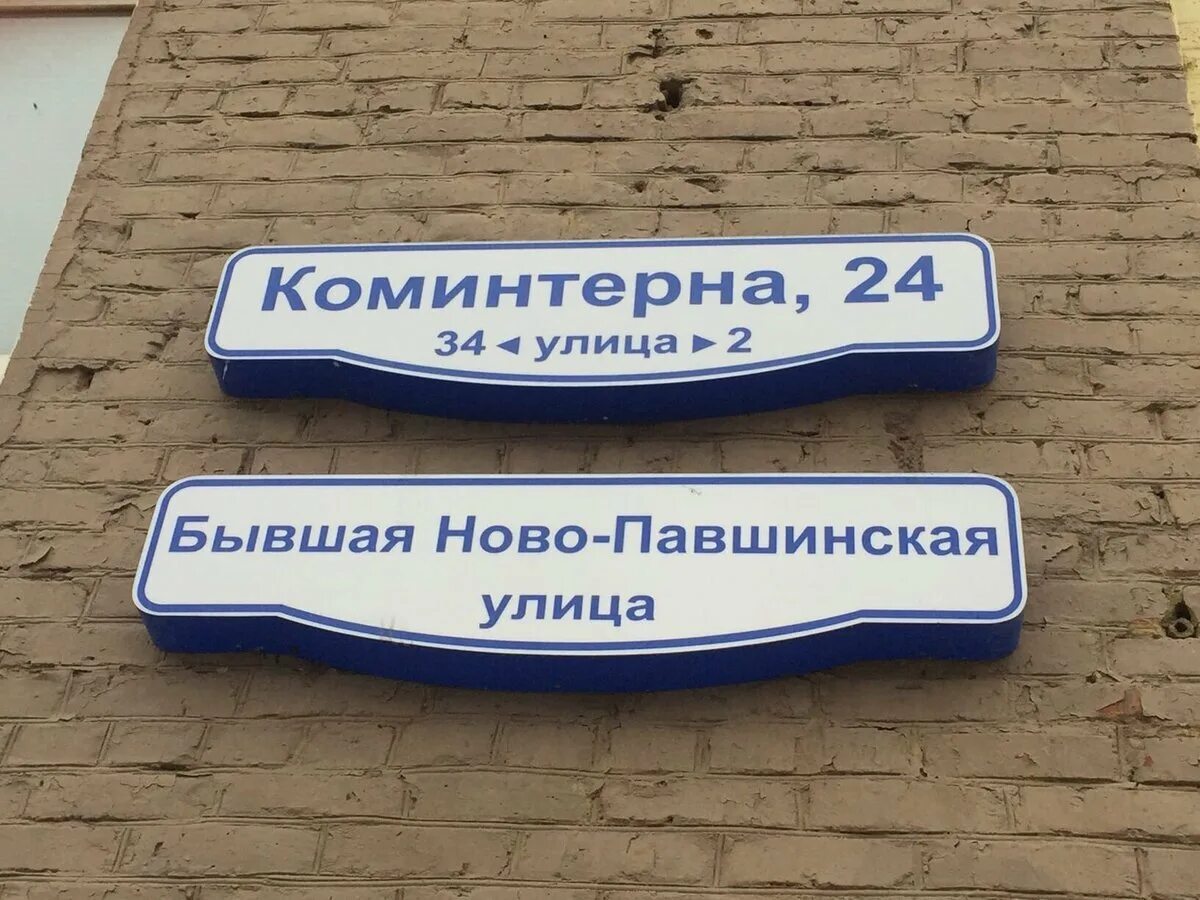 Коминтерна, 24
34 ◄ улица ► 2
Бывшая Ново-Павшинская
улица